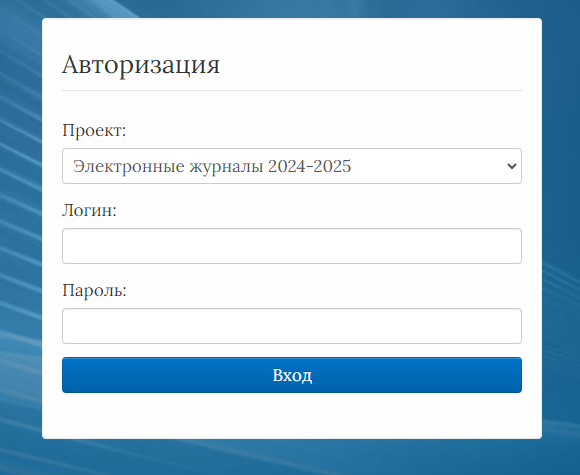 Авторизация
Проект:
Электронные журналы 2024-2025
Логин:
Пароль:
Вход